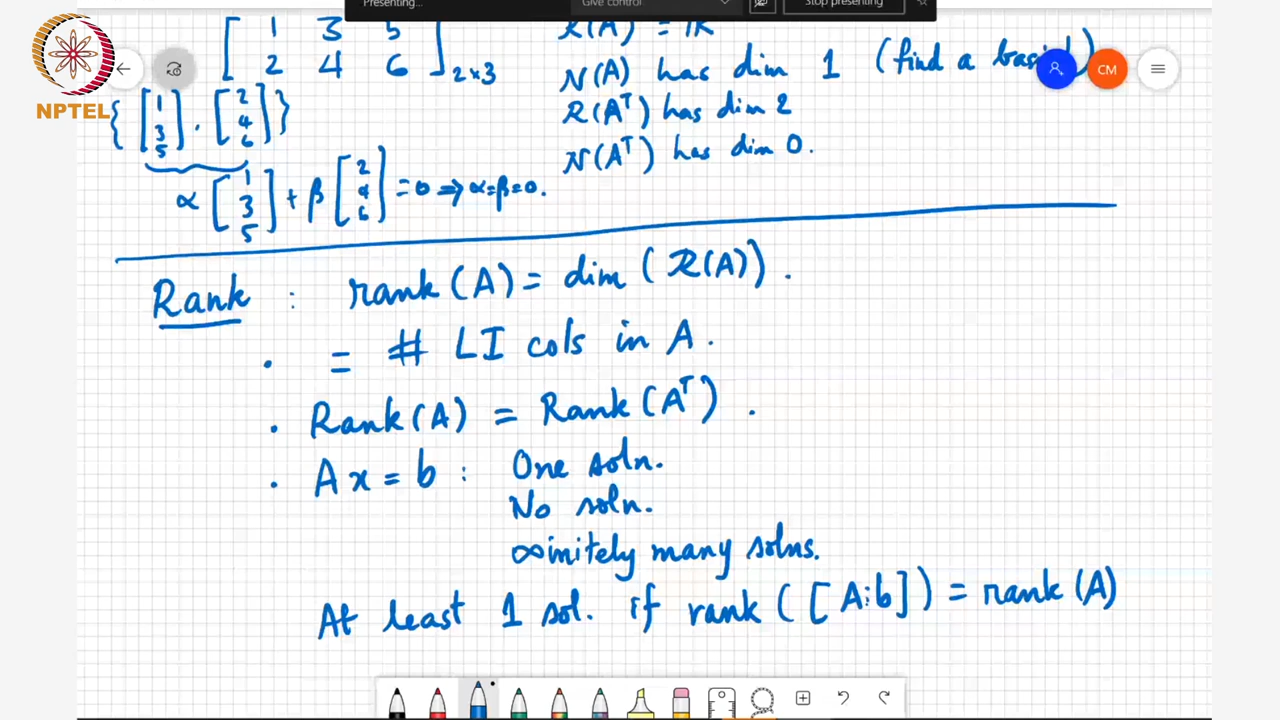 Presenting...
Give control
Stop presenting
1 3 5
2 4 6 2×3
R(A) = IR
N(A) has dim 1 (find a basis)
R(Aᵀ) has dim 2
N(Aᵀ) has dim 0.
CM
NPTEL
{[1 3 5], [2 4 6]}
α [1 3 5] + β [2 4 6] = 0 ⇒ α=β=0.
Rank : rank(A) = dim (R(A)).
. = # LI cols in A.
. Rank(A) = Rank(Aᵀ).
. Ax = b : One soln.
No soln.
∞initely many solns.
At least 1 sol. if rank ([A:b]) = rank(A)